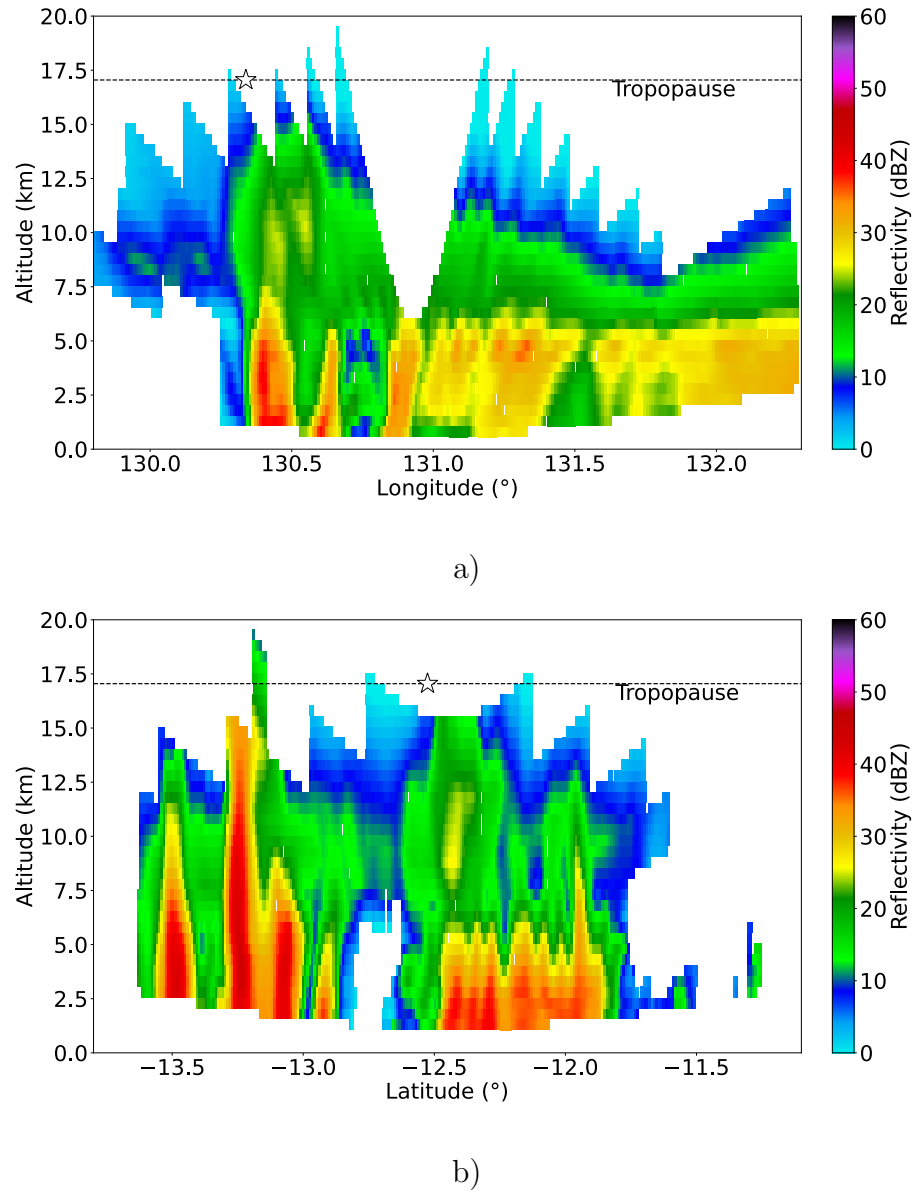 20.0
17.5
15.0
12.5
10.0
7.5
5.0
2.5
0.0
Altitude (km)
130.0 130.5 131.0 131.5 132.0
Longitude (°)
Tropopause
60
50
40
30
20
10
0
Reflectivity (dBZ)
a)
20.0
17.5
15.0
12.5
10.0
7.5
5.0
2.5
0.0
Altitude (km)
−13.5 −13.0 −12.5 −12.0 −11.5
Latitude (°)
Tropopause
60
50
40
30
20
10
0
Reflectivity (dBZ)
b)